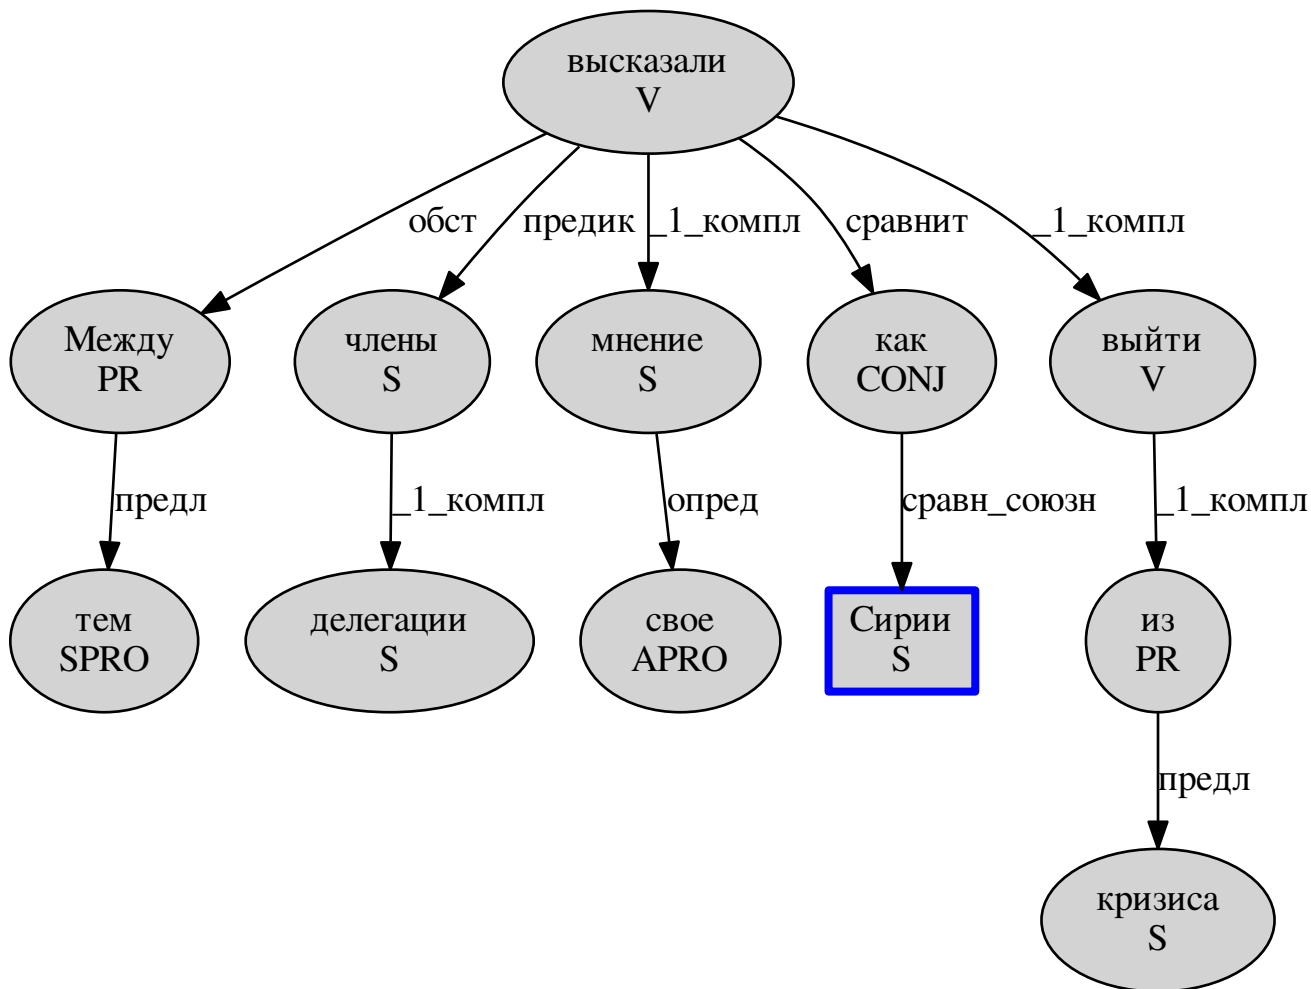 высказали
V
обст
предик
_1_компл
сравнит
_1_компл
Между
PR
члены
S
мнение
S
как
CONJ
выйти
V
предл
_1_компл
опред
сравн_союзн
_1_компл
тем
SPRO
делегации
S
свое
APRO
Сирии
S
из
PR
предл
кризиса
S